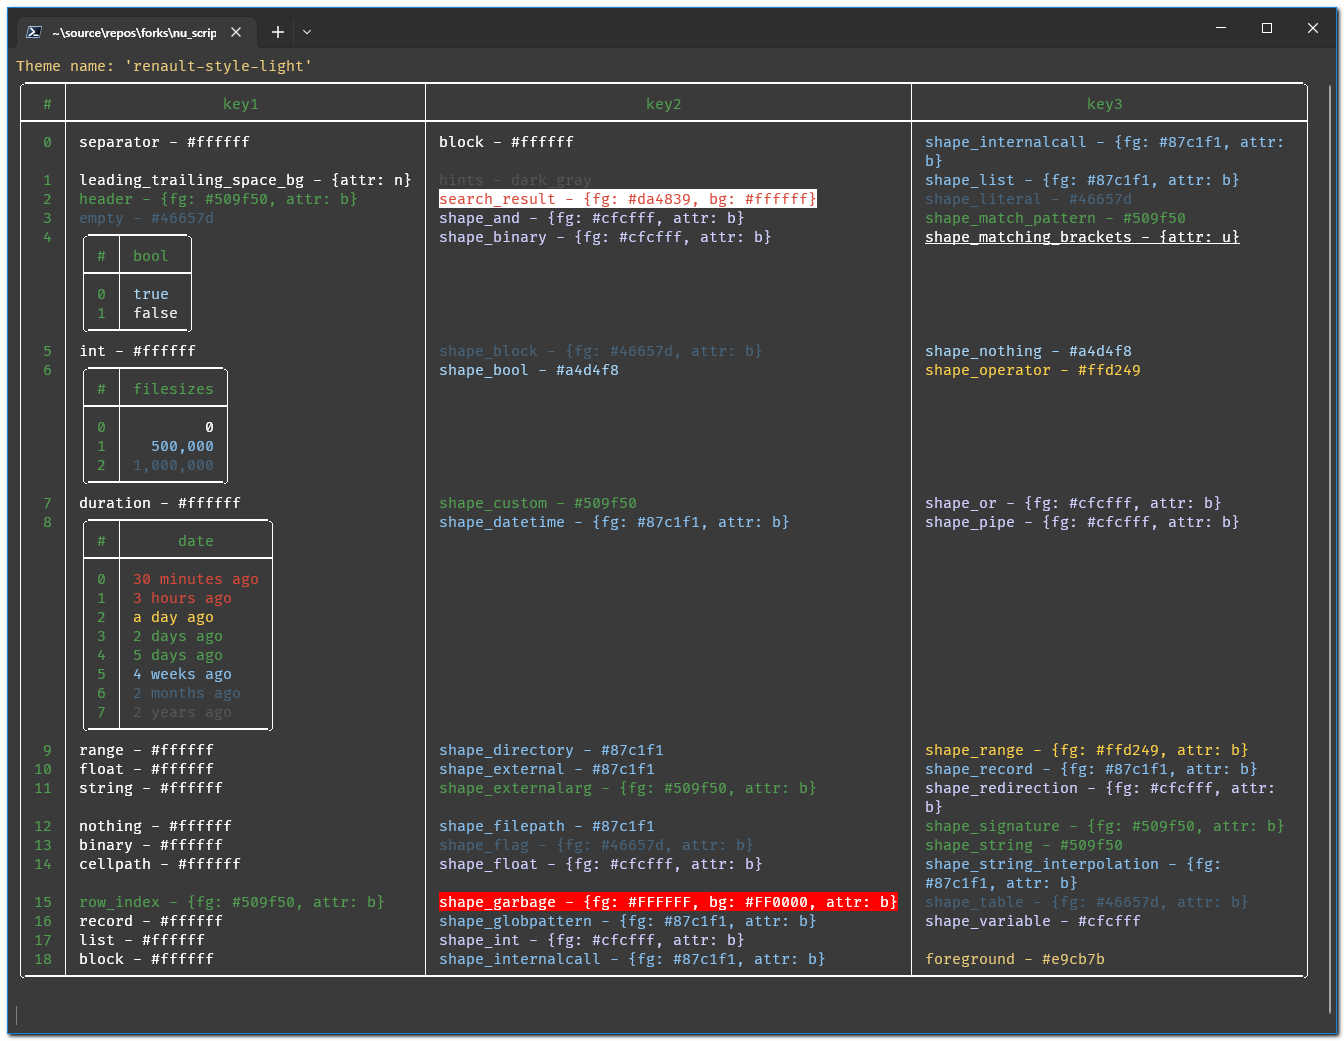 ~\source\repos\forks\nu_scrip
Theme name: 'renault-style-light'
# key1 key2 key3
0 separator - #ffffff block - #ffffff shape_internalcall - {fg: #87c1f1, attr:
b}
1 leading_trailing_space_bg - {attr: n} hints - dark_gray shape_list - {fg: #87c1f1, attr: b}
2 header - {fg: #509f50, attr: b} search_result - {fg: #da4839, bg: #ffffff} shape_literal - #46657d
3 empty - #46657d shape_and - {fg: #cfcfff, attr: b} shape_match_pattern - #509f50
4 shape_binary - {fg: #cfcfff, attr: b} shape_matching_brackets - {attr: u}
# bool
0 true
1 false
5 int - #ffffff shape_block - {fg: #46657d, attr: b} shape_nothing - #a4d4f8
6 shape_bool - #a4d4f8 shape_operator - #ffd249
# filesizes
0 0
1 500,000
2 1,000,000
7 duration - #ffffff shape_custom - #509f50 shape_or - {fg: #cfcfff, attr: b}
8 shape_datetime - {fg: #87c1f1, attr: b} shape_pipe - {fg: #cfcfff, attr: b}
# date
0 30 minutes ago
1 3 hours ago
2 a day ago
3 2 days ago
4 5 days ago
5 4 weeks ago
6 2 months ago
7 2 years ago
9 range - #ffffff shape_directory - #87c1f1 shape_range - {fg: #ffd249, attr: b}
10 float - #ffffff shape_external - #87c1f1 shape_record - {fg: #87c1f1, attr: b}
11 string - #ffffff shape_externalarg - {fg: #509f50, attr: b} shape_redirection - {fg: #cfcfff, attr:
b}
12 nothing - #ffffff shape_filepath - #87c1f1 shape_signature - {fg: #509f50, attr: b}
13 binary - #ffffff shape_flag - {fg: #46657d, attr: b} shape_string - #509f50
14 cellpath - #ffffff shape_float - {fg: #cfcfff, attr: b} shape_string_interpolation - {fg:
#87c1f1, attr: b}
15 row_index - {fg: #509f50, attr: b} shape_garbage - {fg: #FFFFFF, bg: #FF0000, attr: b} shape_table - {fg: #46657d, attr: b}
16 record - #ffffff shape_globpattern - {fg: #87c1f1, attr: b} shape_variable - #cfcfff
17 list - #ffffff shape_int - {fg: #cfcfff, attr: b}
18 block - #ffffff shape_internalcall - {fg: #87c1f1, attr: b} foreground - #e9cb7b